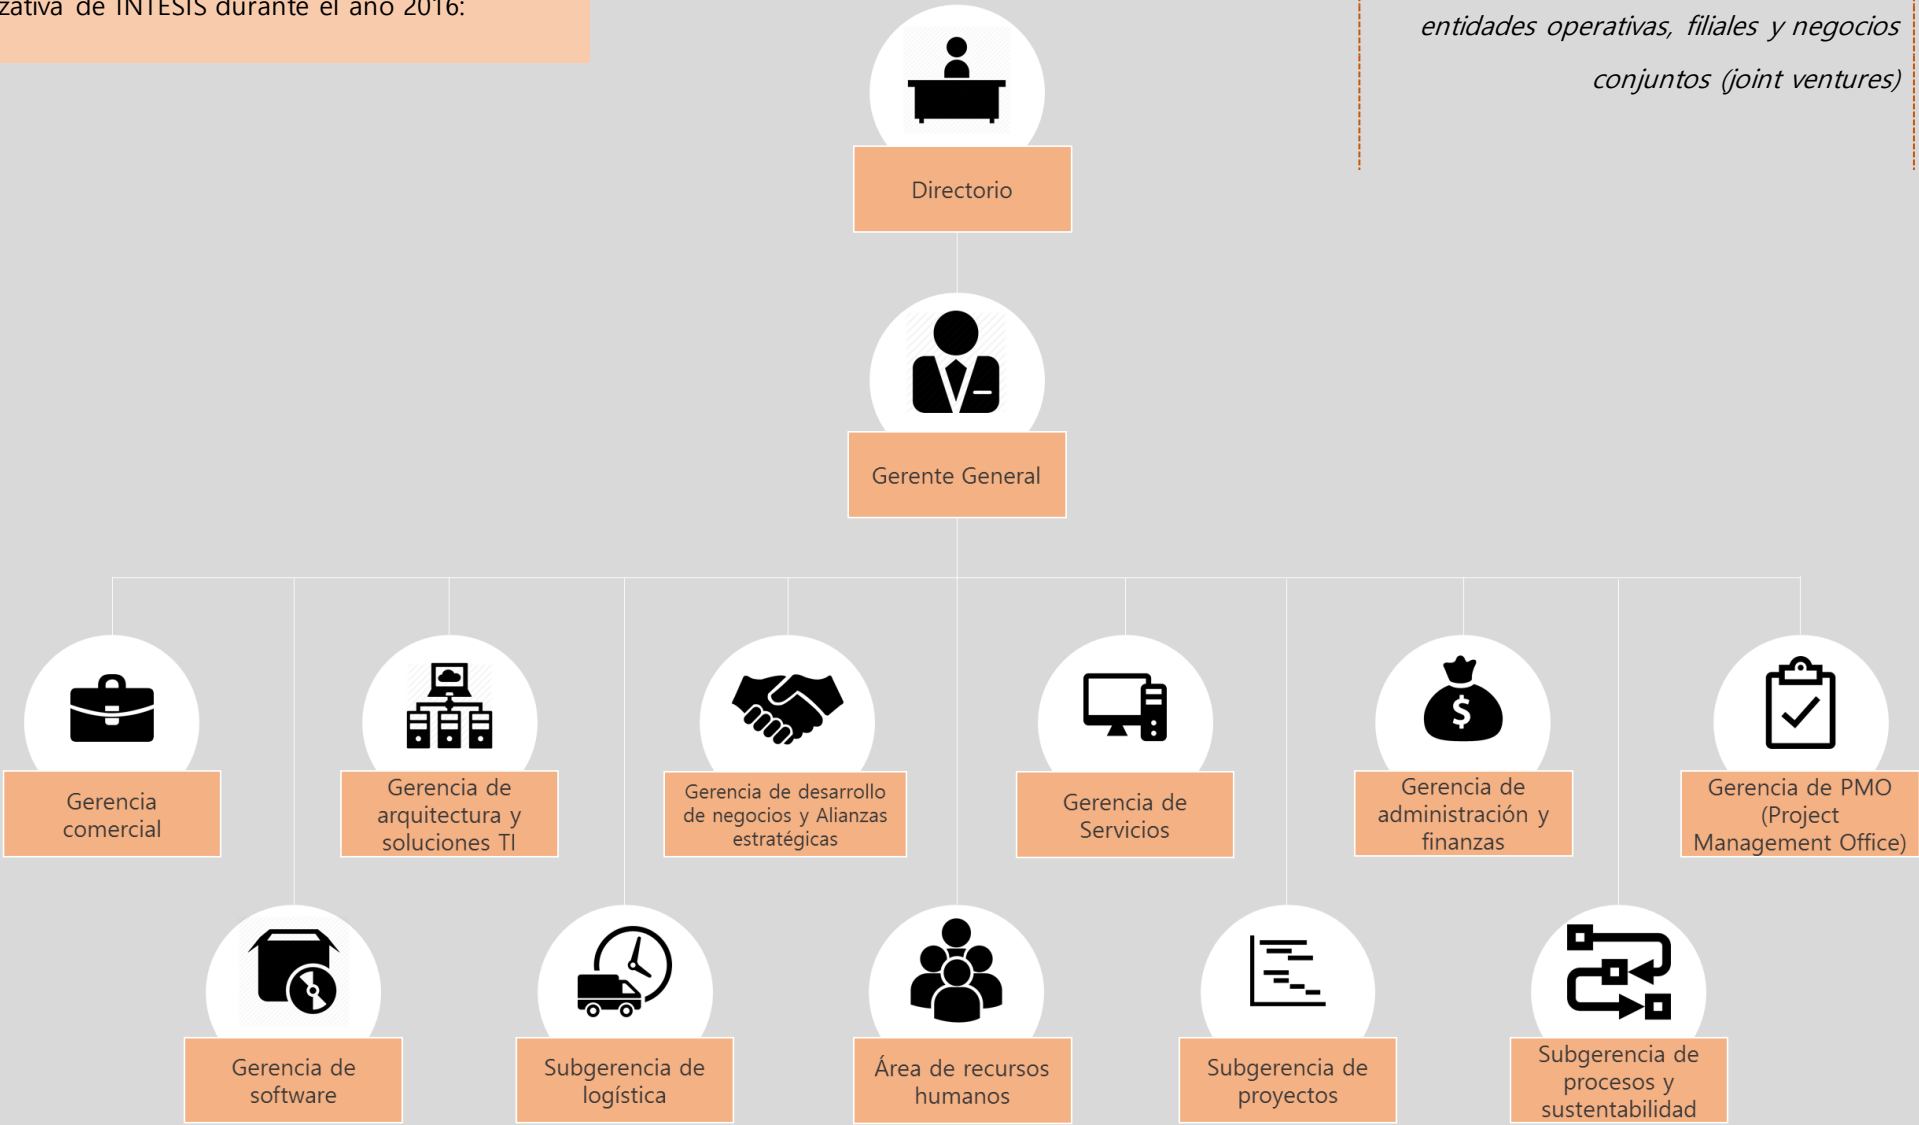 de INTESIS durante el año 2016:
entidades operativas, filiales y negocios
conjuntos (joint ventures)
Directorio
Gerente General
Gerencia
comercial
Gerencia de
arquitectura y
soluciones TI
Gerencia de desarrollo
de negocios y Alianzas
estratégicas
Gerencia de
Servicios
Gerencia de
administración y
finanzas
Gerencia de PMO
(Project
Management Office)
Gerencia de
software
Subgerencia de
logística
Área de recursos
humanos
Subgerencia de
proyectos
Subgerencia de
procesos y
sustentabilidad
$